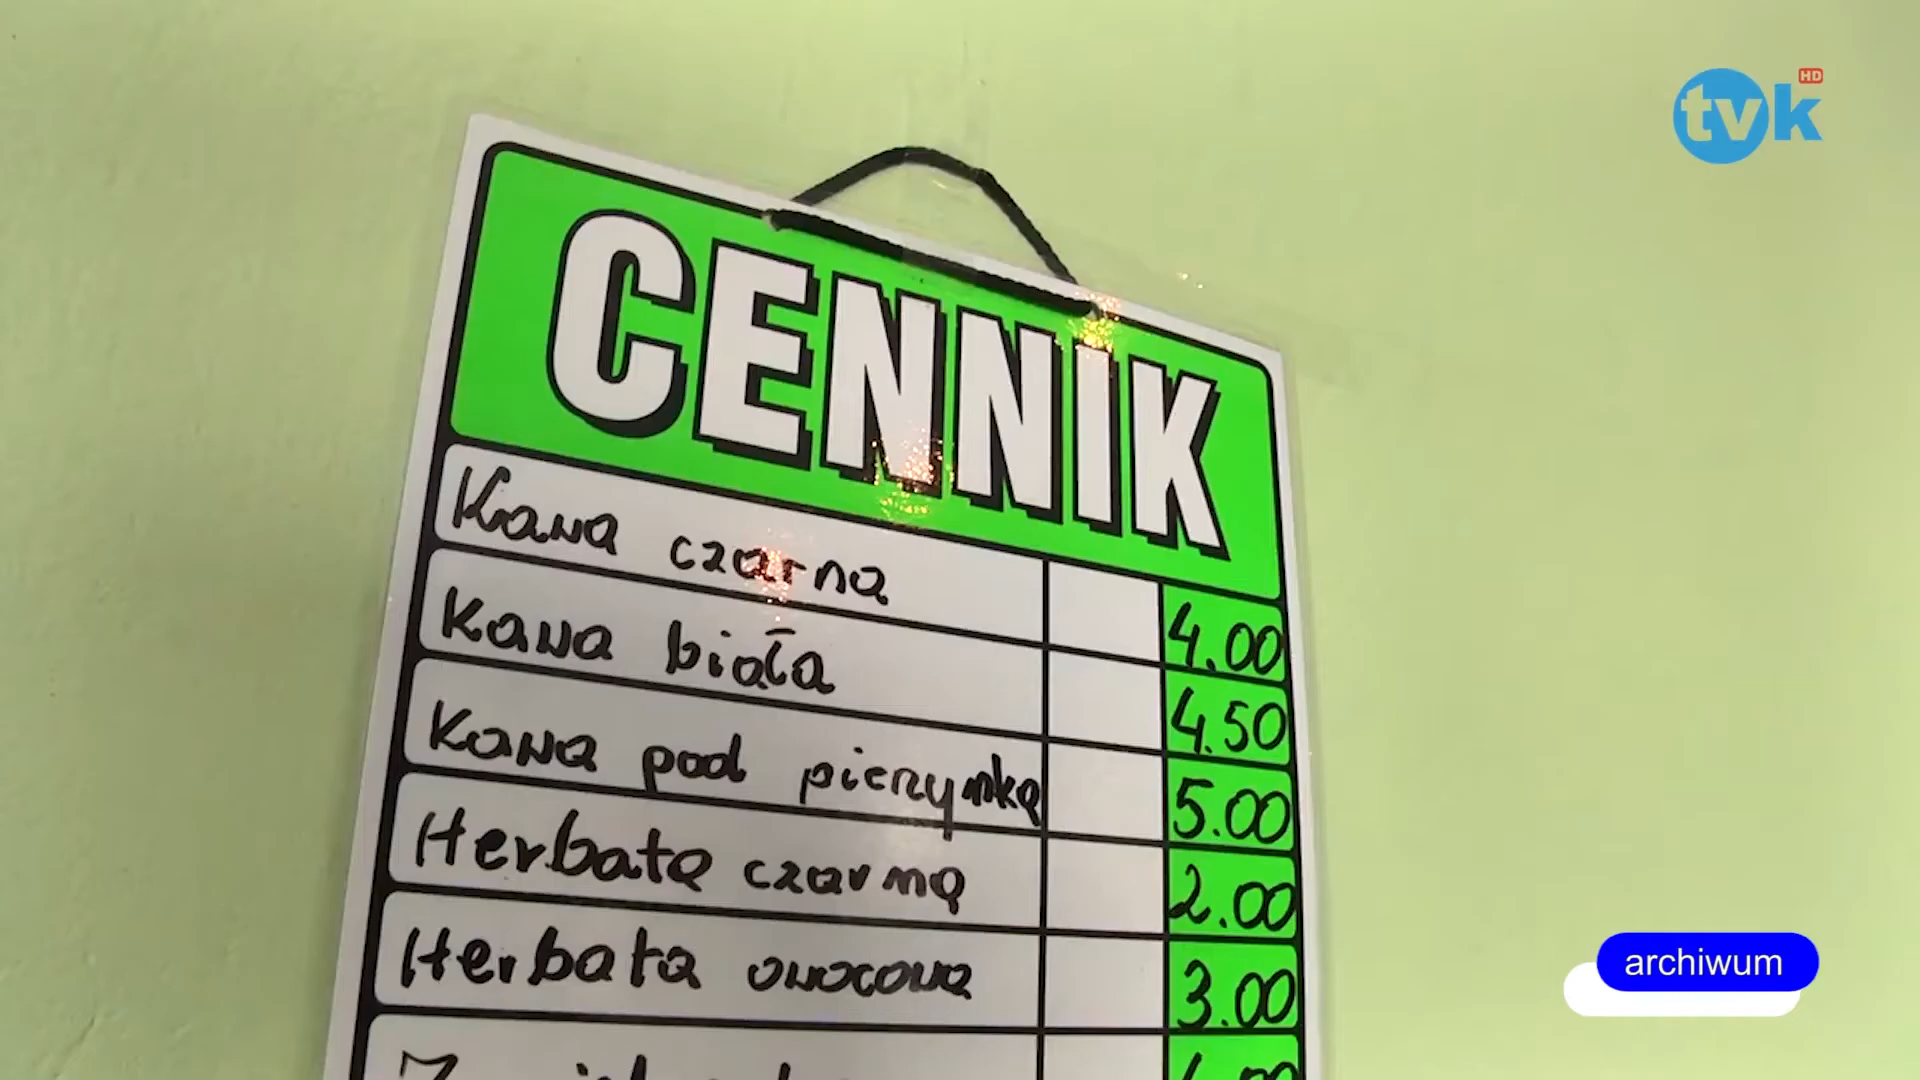 tvk HD
CENNIK
Kawa czarna 4.00
Kawa biała 4.50
Kawa pod pierzynką 5.00
Herbata czarna 2.00
Herbata owocowa 3.00
archiwum